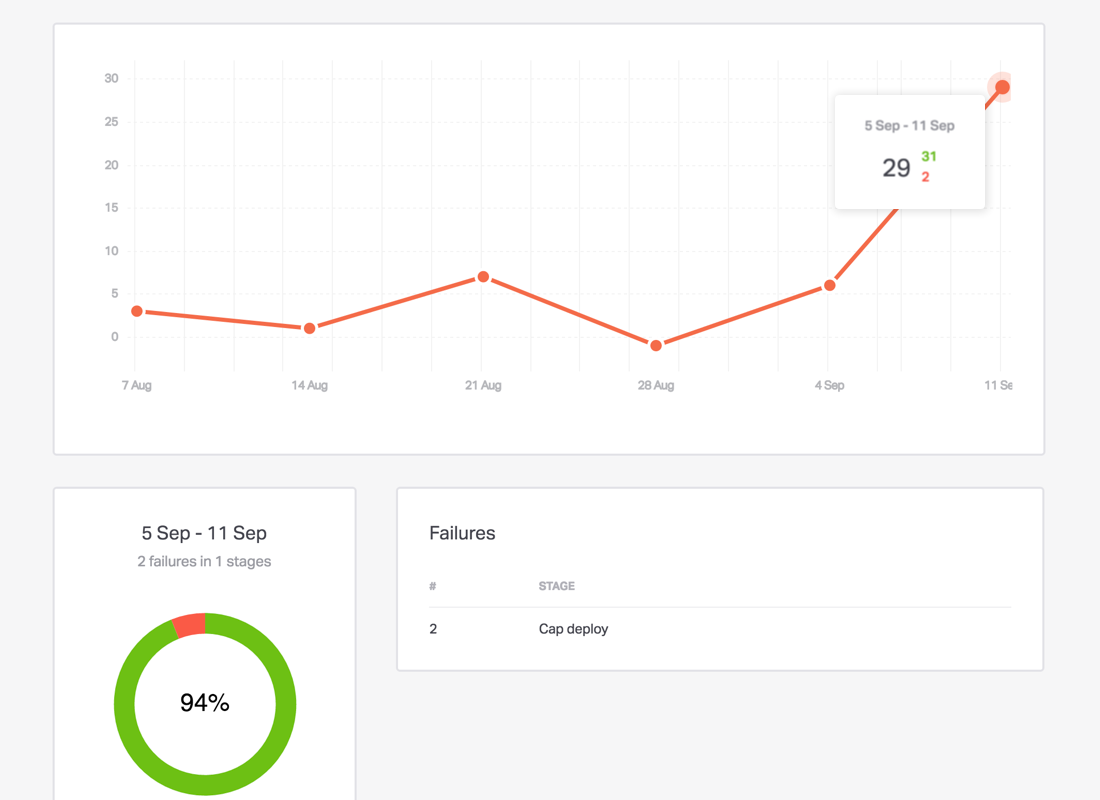 30
25
20
15
10
5
0
5 Sep - 11 Sep
29
31
2
7 Aug 14 Aug 21 Aug 28 Aug 4 Sep 11 Se
5 Sep - 11 Sep
2 failures in 1 stages
94%
Failures
# STAGE
2 Cap deploy